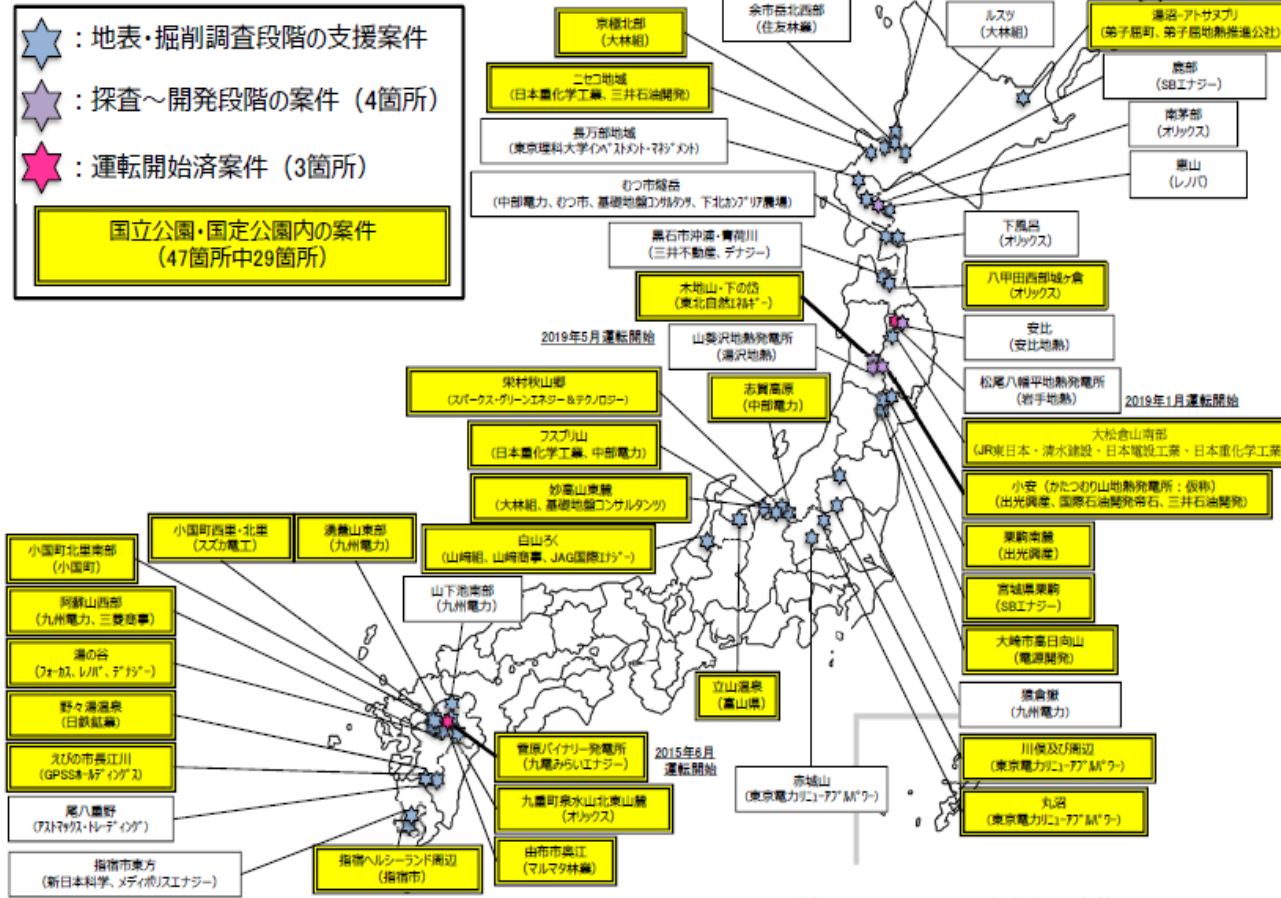 ：地表・掘削調査段階の支援案件
：探査～開発段階の案件（4箇所）
：運転開始済案件（3箇所）
国立公園・国定公園内の案件
（47箇所中29箇所）
京極北部
（大林組）
余市岳北西部
（住友林業）
ルスツ
（大林組）
湯沼-アトサヌプリ
（弟子屈町、弟子屈地熱推進公社）
ニセコ地域
（日本重化学工業、三井石油開発）
鹿部
（SBエナジー）
長万部地域
（東京理科大学インベストメント・マネジメント）
南茅部
（オリックス）
恵山
（レノバ）
むつ市燧岳
（中部電力、むつ市、基礎地盤コンサルタンツ、下北カンプリア農場）
下風呂
（オリックス）
黒石市沖浦・青荷川
（三井不動産、デナジー）
八甲田西部城ヶ倉
（オリックス）
木地山・下の岱
（東北自然エネルギー）
安比
（安比地熱）
2019年5月運転開始
山葵沢地熱発電所
（湯沢地熱）
松尾八幡平地熱発電所
（岩手地熱）
2019年1月運転開始
栄村秋山郷
（スパークス・グリーンエネジー＆テクノロジー）
志賀高原
（中部電力）
大松倉山南部
（JR東日本・清水建設・日本電設工業・日本重化学工業
フスブリ山
（日本重化学工業、中部電力）
小安（かたつむり山地熱発電所；仮称）
（出光興産、国際石油開発帝石、三井石油開発）
妙高山東麓
（大林組、基礎地盤コンサルタンツ）
栗駒南麓
（出光興産）
白山ろく
（山﨑組、山﨑商事、JAG国際エナジー）
宮城県栗駒
（SBエナジー）
大崎市高日向山
（電源開発）
小国町西里・北里
（スズカ電工）
湧蓋山東部
（九州電力）
小国町北里南部
（小国町）
山下池南部
（九州電力）
阿蘇山西部
（九州電力、三菱商事）
湯の谷
（フォーカス、レノバ、デナジー）
立山温泉
（富山県）
猿倉嶽
（九州電力）
野々湯温泉
（日鉄鉱業）
菅原バイナリー発電所
（九電みらいエナジー）
2015年6月
運転開始
川俣及び周辺
（東京電力リニューアブルパワー）
えびの市長江川
（GPSSホールディングス）
赤城山
（東京電力リニューアブルパワー）
九重町泉水山北東山麓
（オリックス）
丸沼
（東京電力リニューアブルパワー）
尾八重野
（アストマックス・トレーディング）
由布市奥江
（マルマタ林業）
指宿市東方
（新日本科学、メディポリスエナジー）
指宿ヘルシーランド周辺
（指宿市）